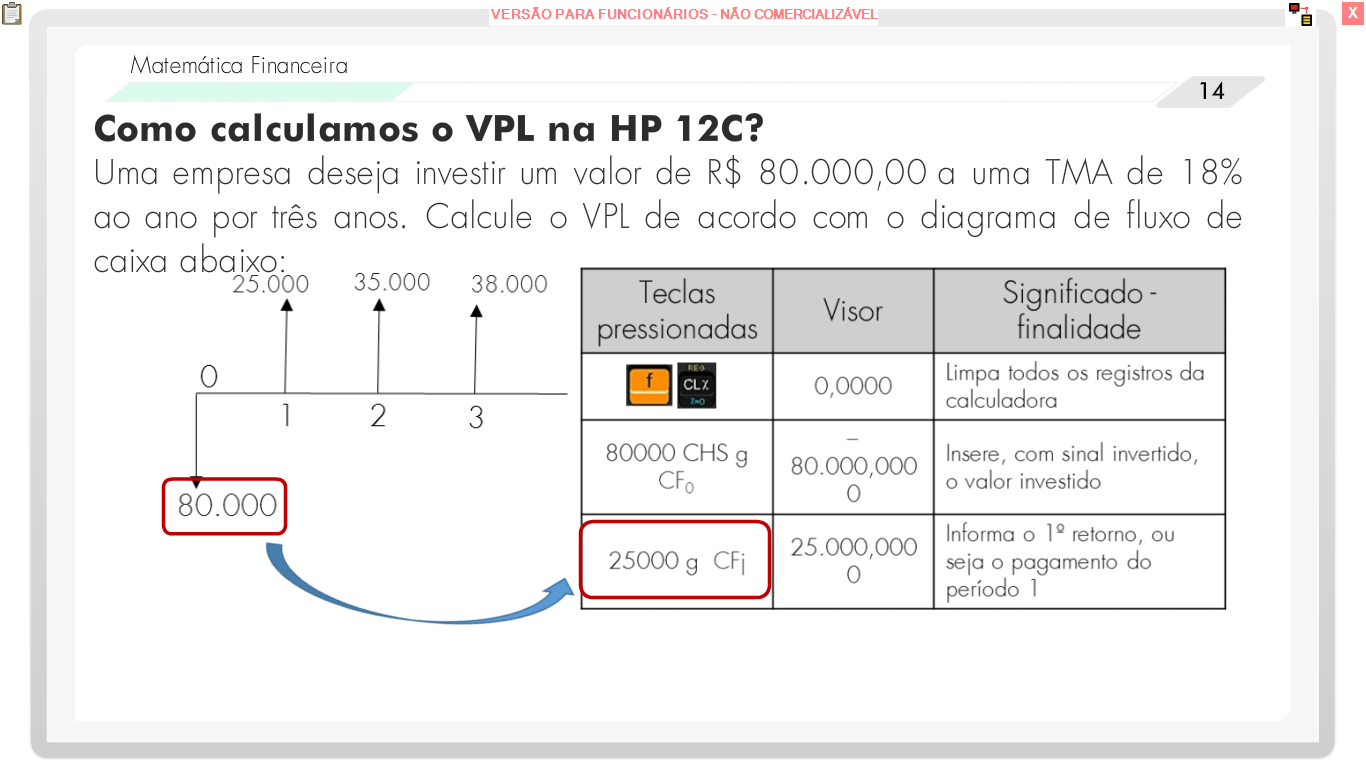 VERSÃO PARA FUNCIONÁRIOS - NÃO COMERCIALIZÁVEL
X
Matemática Financeira
14
Como calculamos o VPL na HP 12C?
Uma empresa deseja investir um valor de R$ 80.000,00 a uma TMA de 18%
ao ano por três anos. Calcule o VPL de acordo com o diagrama de fluxo de
caixa abaixo:
25.000
35.000
38.000
0
1
2
3
80.000
Teclas
pressionadas
Visor
Significado -
finalidade
f
REG
CLX
X=0
0,0000
Limpa todos os registros da
calculadora
80000 CHS g
CF0
–
80.000,000
0
Insere, com sinal invertido,
o valor investido
25000 g CFj
25.000,000
0
Informa o 1º retorno, ou
seja o pagamento do
período 1